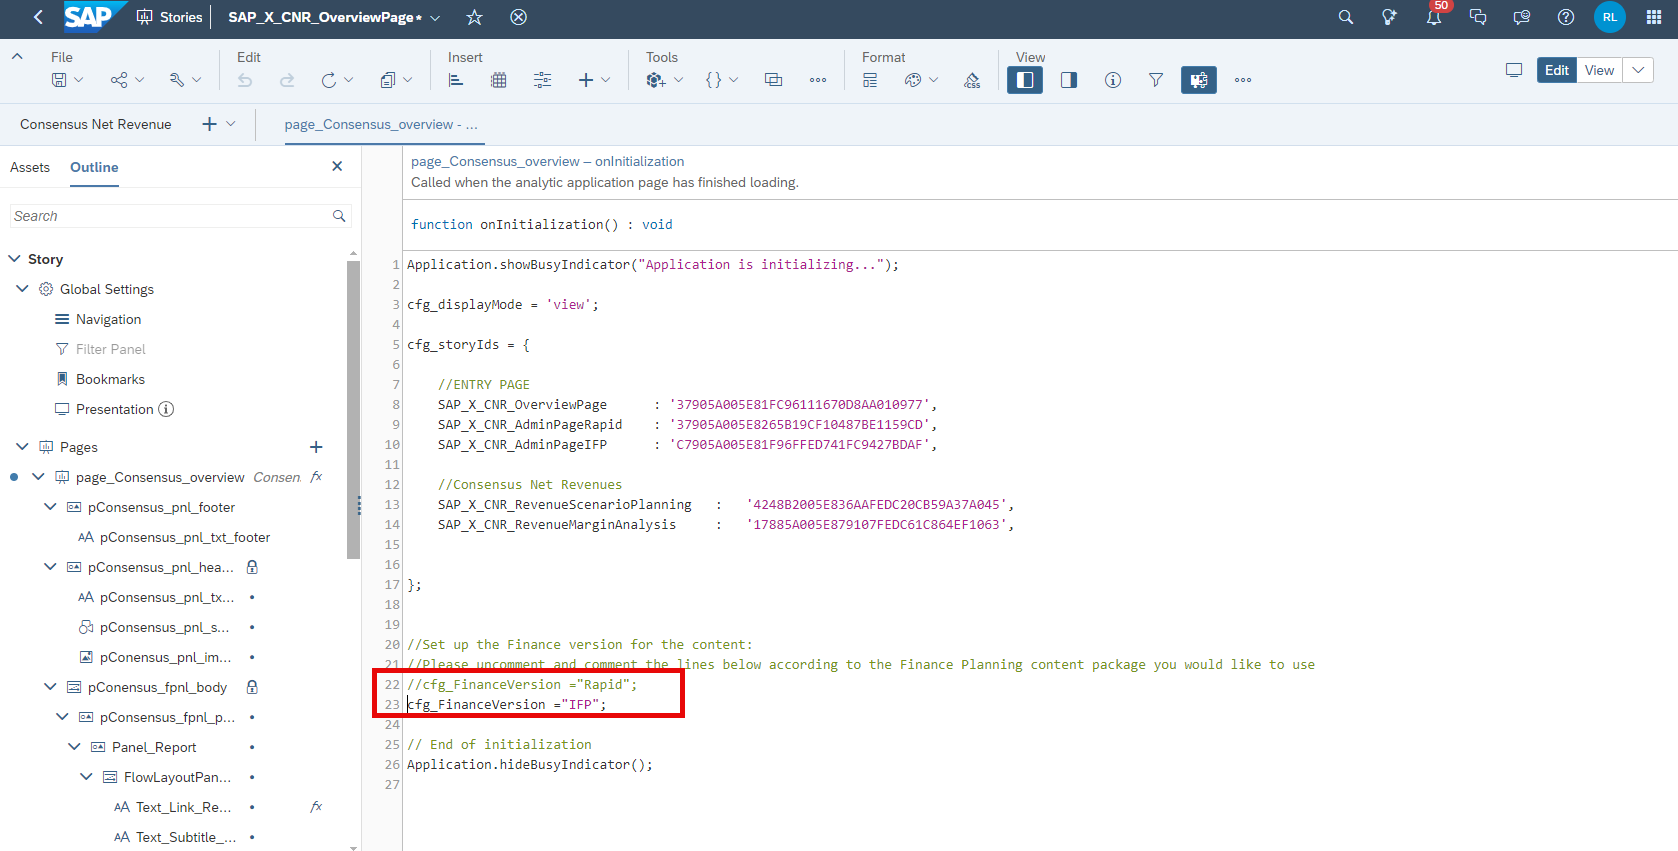 SAP Stories SAP_X_CNR_OverviewPage* 50 RL
File Edit Insert Tools Format View
{} css Edit View
Consensus Net Revenue page_Consensus_overview - ...
Assets Outline
Search
Story
Global Settings
Navigation
Filter Panel
Bookmarks
Presentation
Pages
page_Consensus_overview Consen. fx
pConsensus_pnl_footer
AA pConsensus_pnl_txt_footer
pConsensus_pnl_hea...
AA pConsensus_pnl_tx...
pConsensus_pnl_s...
pConensus_pnl_im...
pConensus_fpnl_body
pConsensus_fpnl_p...
Panel_Report
FlowLayoutPan...
AA Text_Link_Re... fx
AA Text_Subtitle_...
page_Consensus_overview – onInitialization
Called when the analytic application page has finished loading.
function onInitialization() : void
1 Application.showBusyIndicator("Application is initializing...");
2
3 cfg_displayMode = 'view';
4
5 cfg_storyIds = {
6
7 //ENTRY PAGE
8 SAP_X_CNR_OverviewPage : '37905A005E81FC96111670D8AA010977',
9 SAP_X_CNR_AdminPageRapid : '37905A005E8265B19CF10487BE1159CD',
10 SAP_X_CNR_AdminPageIFP : 'C7905A005E81F96FFED741FC9427BDAF',
11
12 //Consensus Net Revenues
13 SAP_X_CNR_RevenueScenarioPlanning : '4248B2005E836AAFEDC20CB59A37A045',
14 SAP_X_CNR_RevenueMarginAnalysis : '17885A005E879107FEDC61C864EF1063',
15
16
17 };
18
19
20 //Set up the Finance version for the content:
21 //Please uncomment and comment the lines below according to the Finance Planning content package you would like to use
22 //cfg_FinanceVersion ="Rapid";
23 cfg_FinanceVersion ="IFP";
24
25 // End of initialization
26 Application.hideBusyIndicator();
27